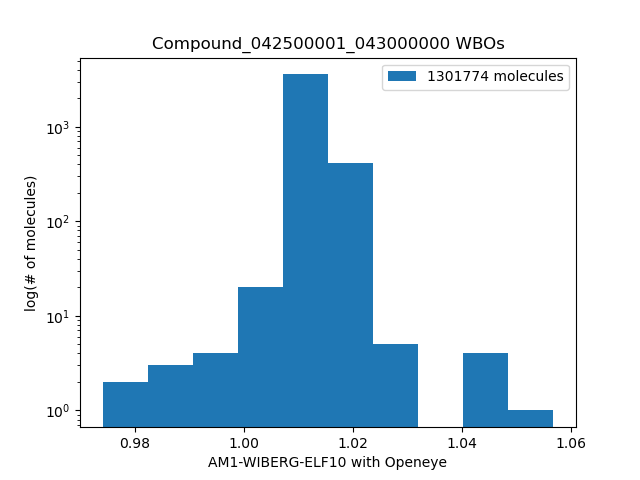 Compound_042500001_043000000 WBOs
1301774 molecules
log(# of molecules)
10³
10²
10¹
10⁰
0.98 1.00 1.02 1.04 1.06
AM1-WIBERG-ELF10 with Openeye